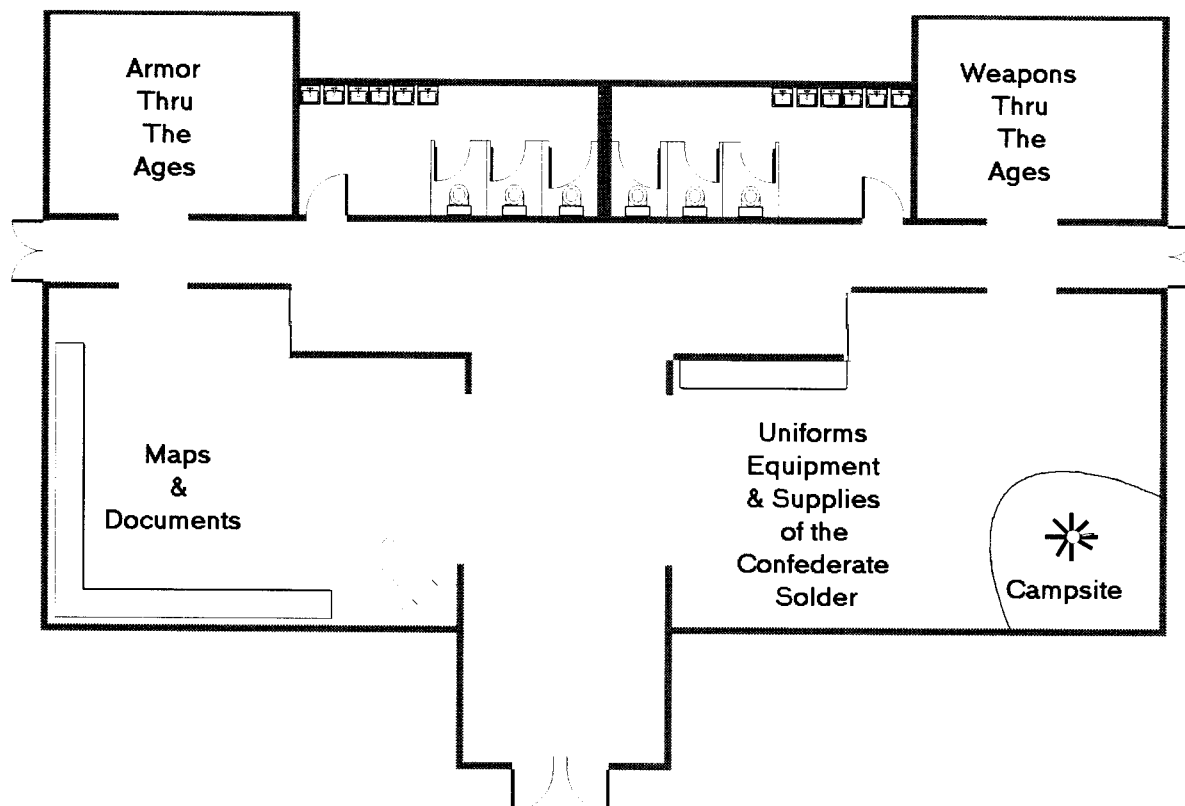 Armor
Thru
The
Ages
Weapons
Thru
The
Ages
Maps
&
Documents
Uniforms
Equipment
& Supplies
of the
Confederate
Solder
Campsite